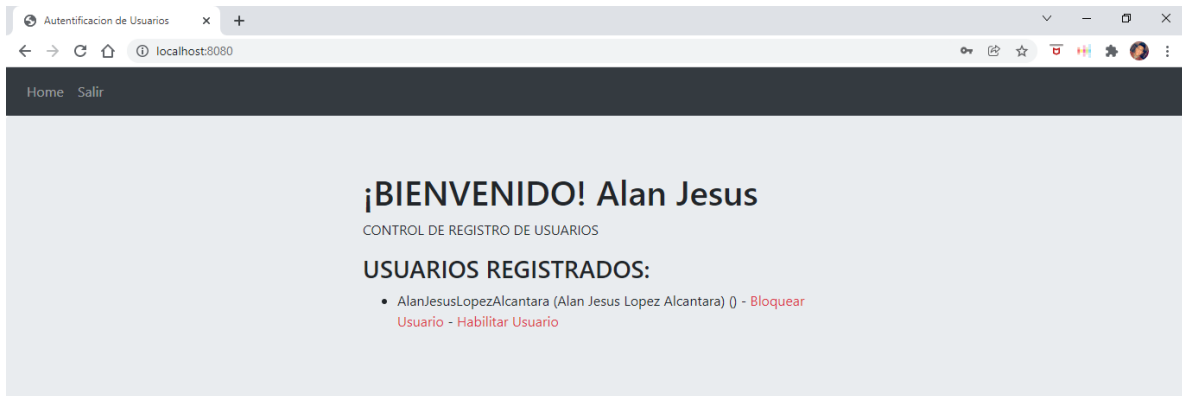 Autentificacion de Usuarios
localhost:8080
Home Salir
¡BIENVENIDO! Alan Jesus
CONTROL DE REGISTRO DE USUARIOS
USUARIOS REGISTRADOS:
AlanJesusLopezAlcantara (Alan Jesus Lopez Alcantara) () - Bloquear
Usuario - Habilitar Usuario